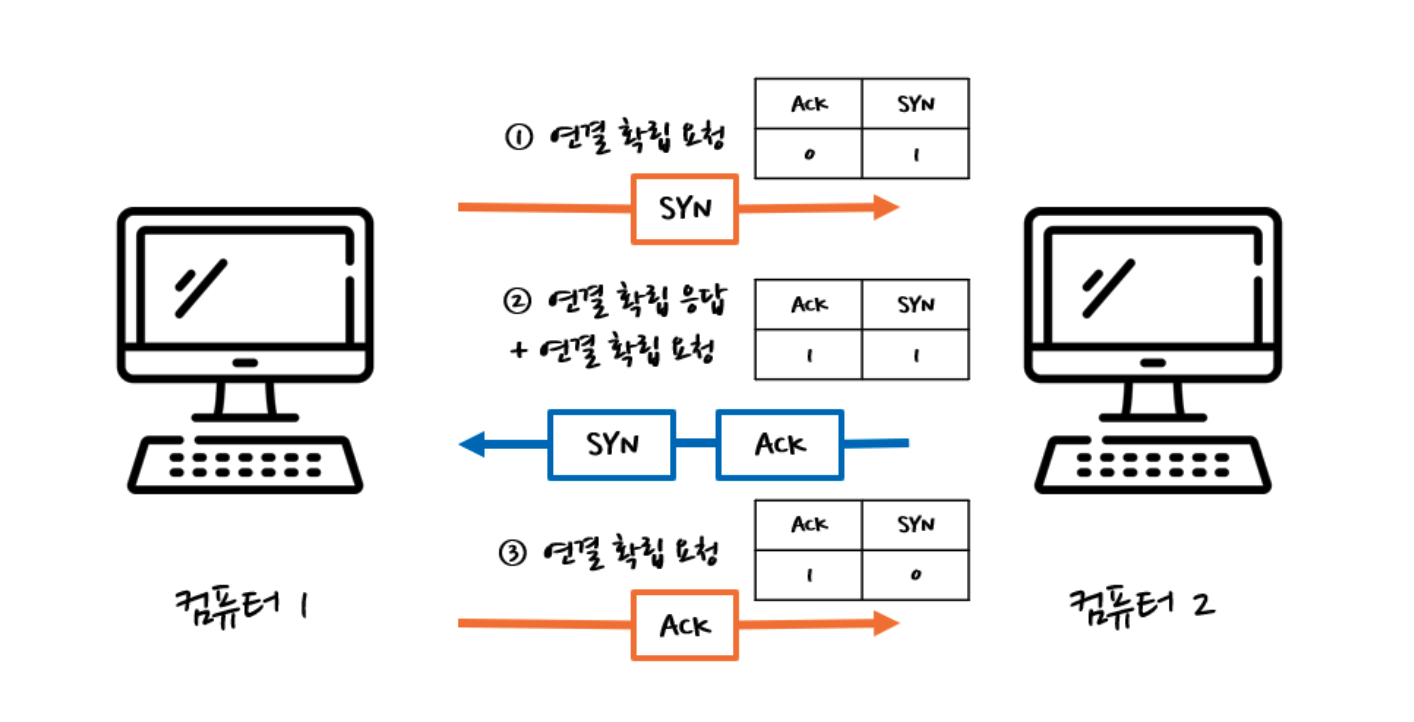 ① 연결 확립 요청
Ack SYN
0 1
SYN
② 연결 확립 응답
+ 연결 확립 요청
Ack SYN
1 1
SYN Ack
③ 연결 확립 요청
Ack SYN
1 0
Ack
컴퓨터 1
컴퓨터 2